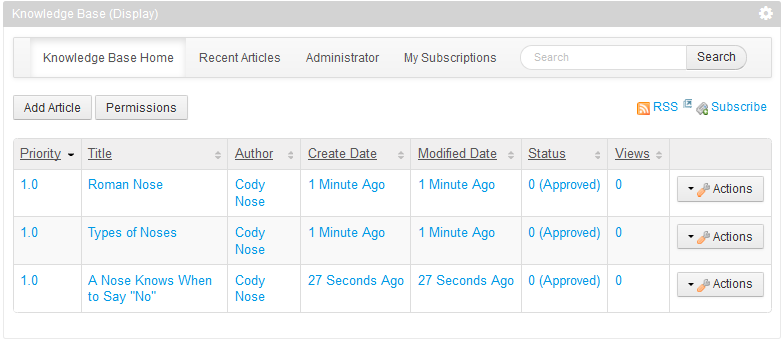 Knowledge Base (Display)
Knowledge Base Home Recent Articles Administrator My Subscriptions Search Search
Add Article Permissions RSS Subscribe
Priority Title Author Create Date Modified Date Status Views
1.0 Roman Nose Cody Nose 1 Minute Ago 1 Minute Ago 0 (Approved) 0 Actions
1.0 Types of Noses Cody Nose 1 Minute Ago 1 Minute Ago 0 (Approved) 0 Actions
1.0 A Nose Knows When to Say "No" Cody Nose 27 Seconds Ago 27 Seconds Ago 0 (Approved) 0 Actions